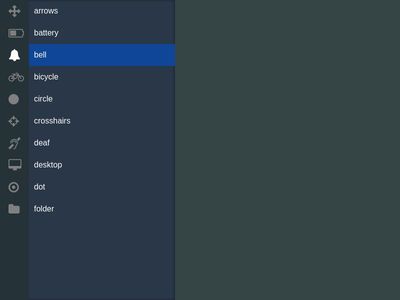 arrows
battery
bell
bicycle
circle
crosshairs
deaf
desktop
dot
folder